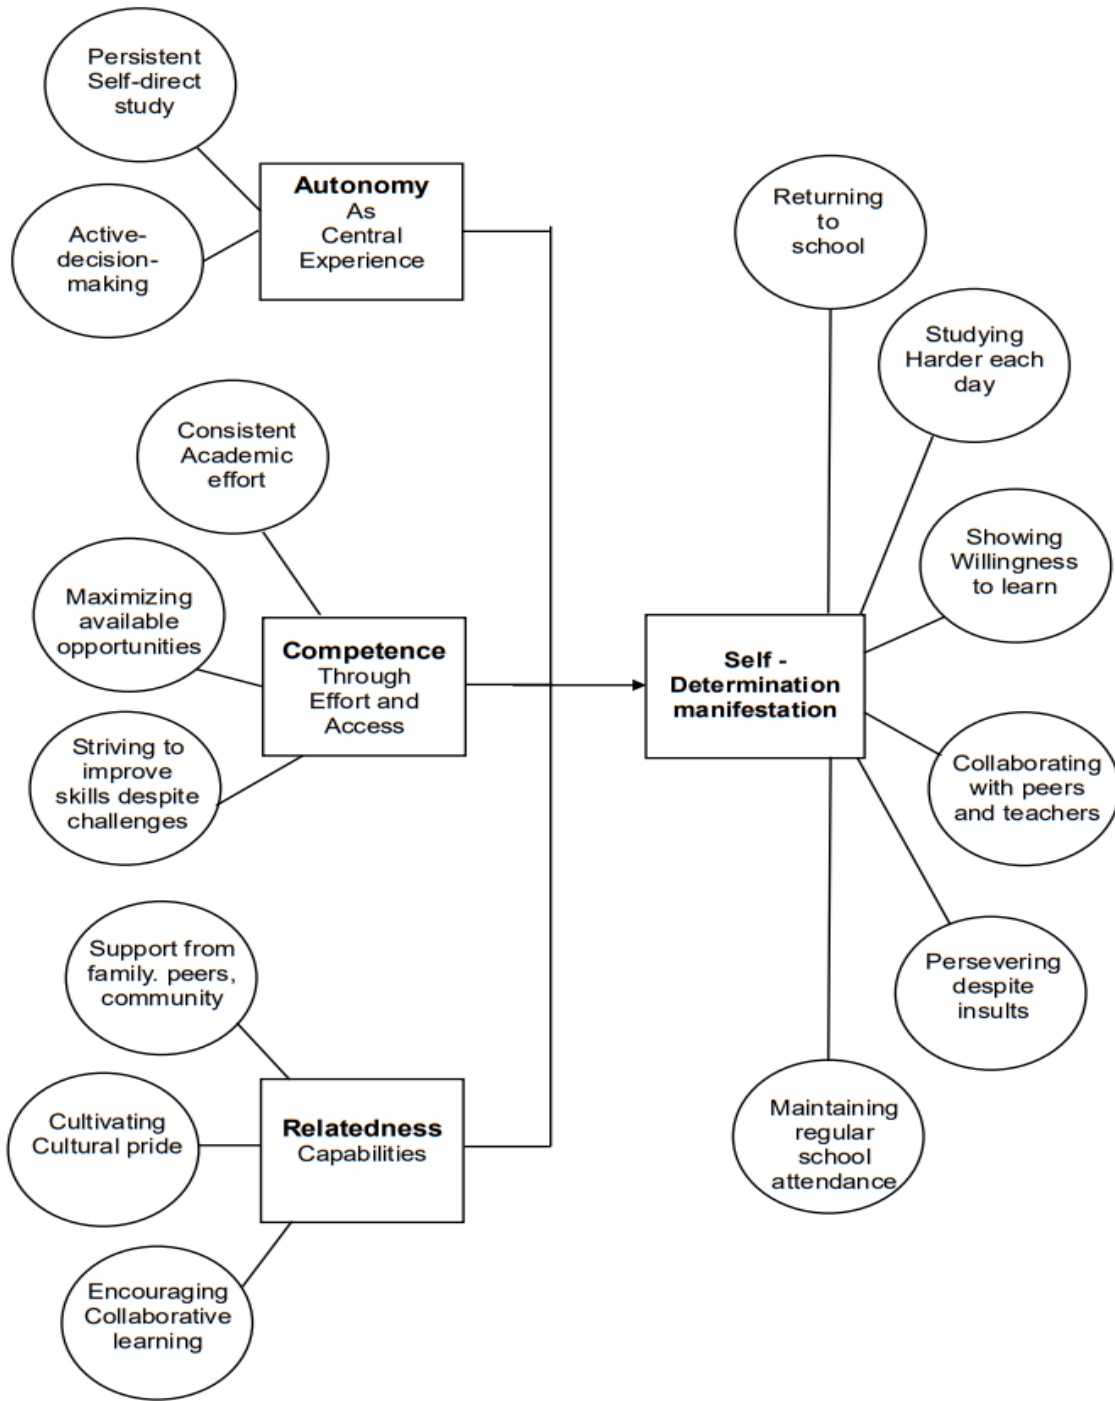 Persistent
Self-direct
study
Autonomy
As
Central
Experience
Active-
decision-
making
Consistent
Academic
effort
Maximizing
available
opportunities
Competence
Through
Effort and
Access
Striving to
improve
skills despite
challenges
Support from
family. peers,
community
Cultivating
Cultural pride
Relatedness
Capabilities
Encouraging
Collaborative
learning
Self -
Determination
manifestation
Returning
to
school
Studying
Harder each
day
Showing
Willingness
to learn
Collaborating
with peers
and teachers
Persevering
despite
insults
Maintaining
regular
school
attendance